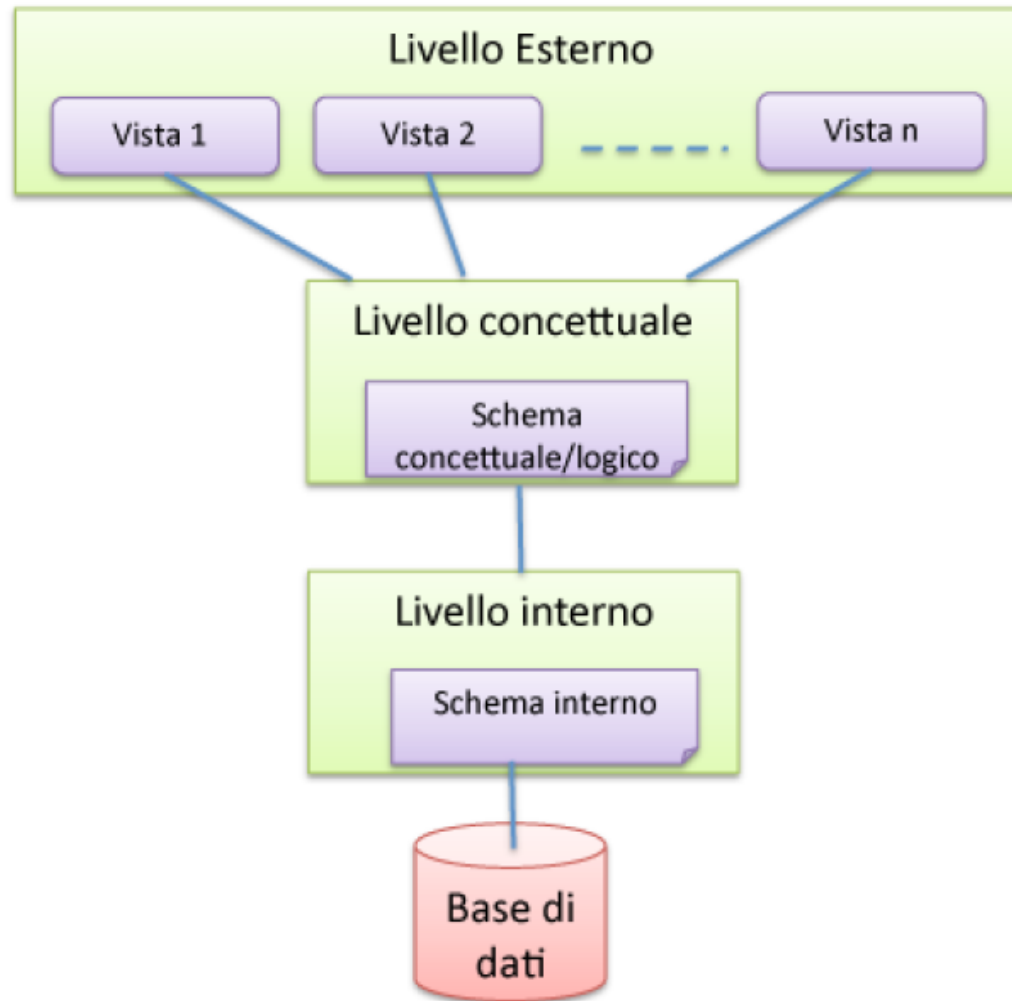 Livello Esterno
Vista 1
Vista 2
Vista n
Livello concettuale
Schema
concettuale/logico
Livello interno
Schema interno
Base di
dati